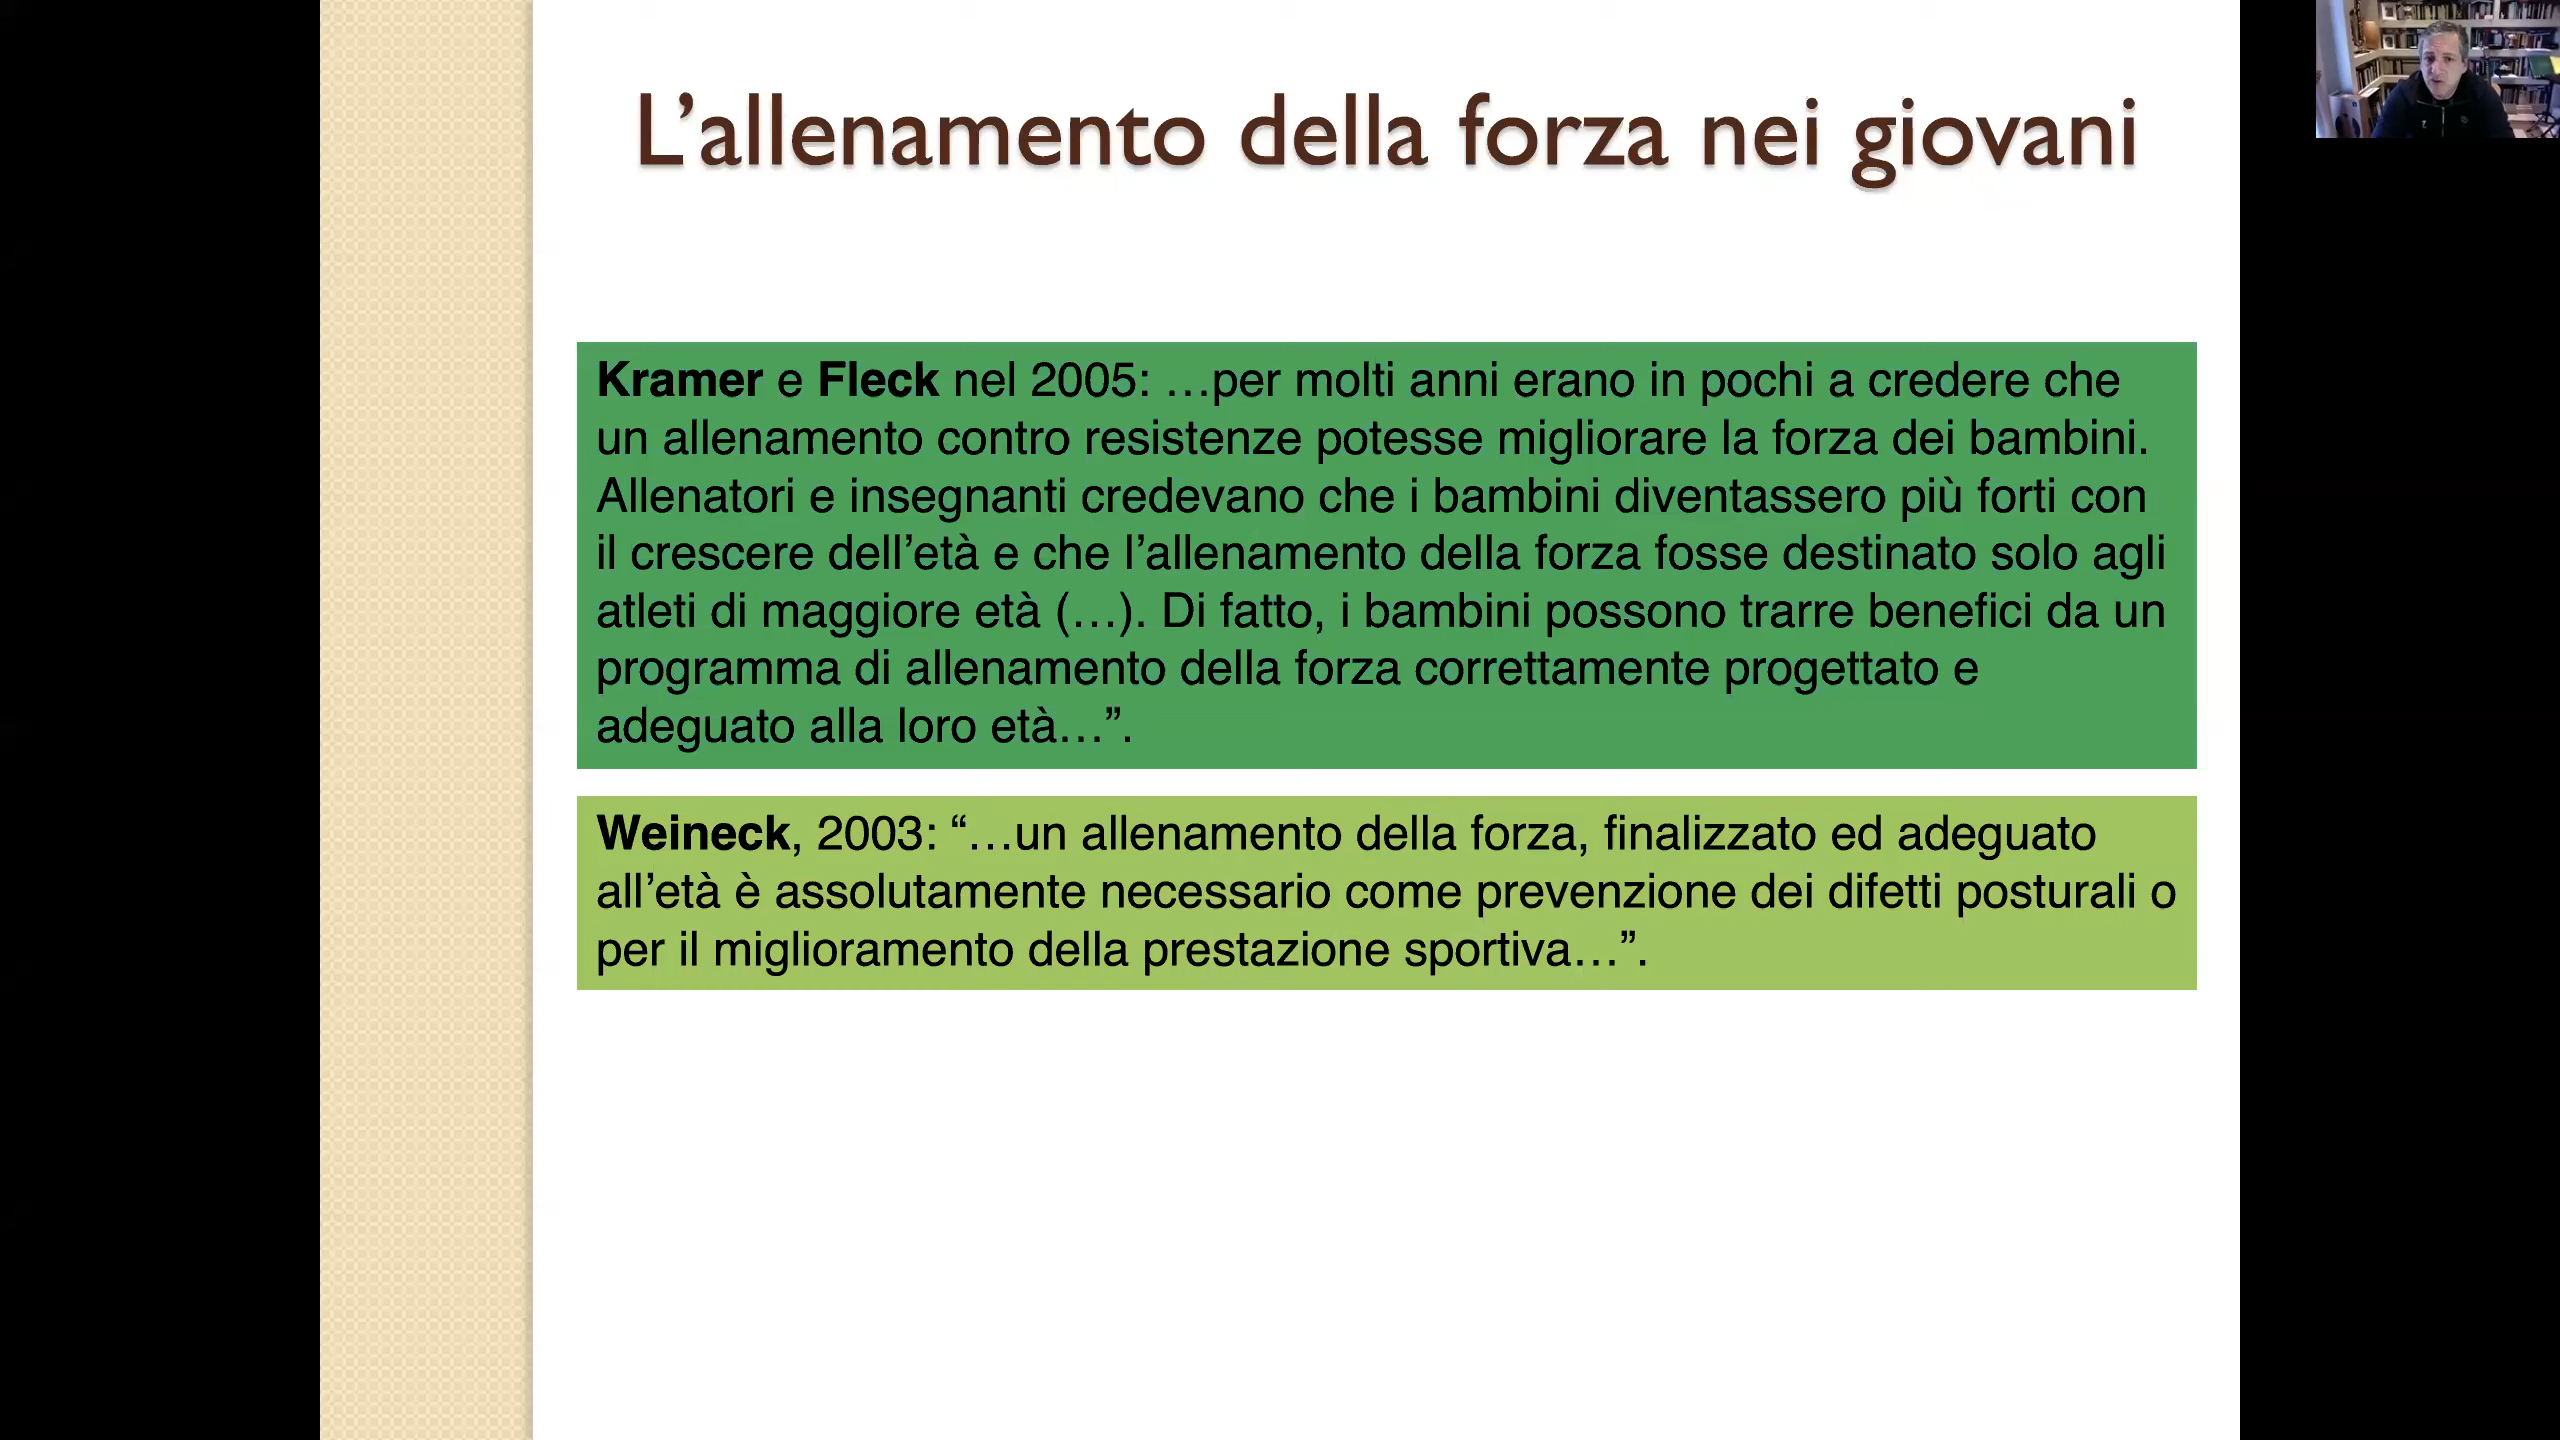 L’allenamento della forza nei giovani
Kramer e Fleck nel 2005: …per molti anni erano in pochi a credere che
un allenamento contro resistenze potesse migliorare la forza dei bambini.
Allenatori e insegnanti credevano che i bambini diventassero più forti con
il crescere dell’età e che l’allenamento della forza fosse destinato solo agli
atleti di maggiore età (…). Di fatto, i bambini possono trarre benefici da un
programma di allenamento della forza correttamente progettato e
adeguato alla loro età…”.
Weineck, 2003: “…un allenamento della forza, finalizzato ed adeguato
all’età è assolutamente necessario come prevenzione dei difetti posturali o
per il miglioramento della prestazione sportiva…”.